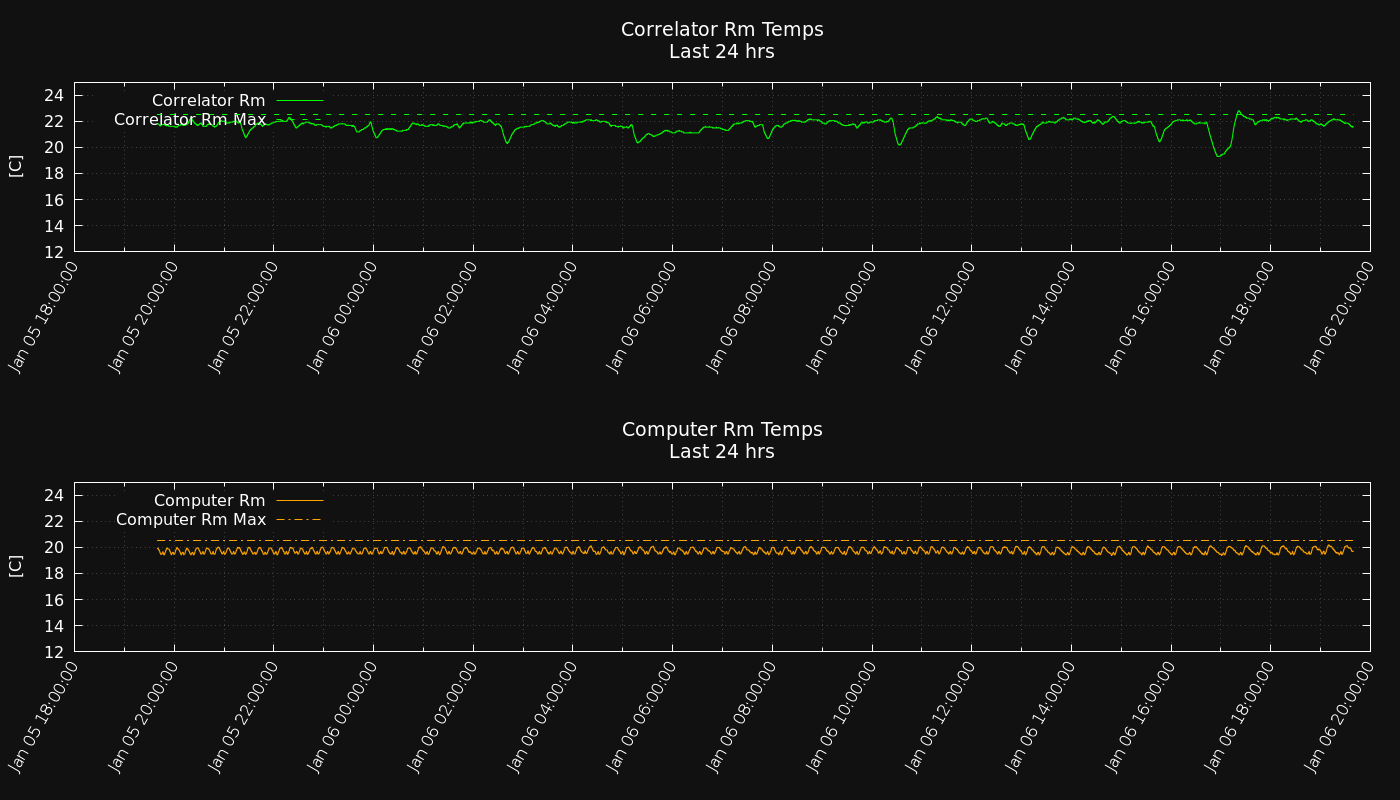 Correlator Rm Temps
Last 24 hrs
Correlator Rm
Correlator Rm Max
[C]
24
22
20
18
16
14
12
Jan 05 18:00:00
Jan 05 20:00:00
Jan 05 22:00:00
Jan 06 00:00:00
Jan 06 02:00:00
Jan 06 04:00:00
Jan 06 06:00:00
Jan 06 08:00:00
Jan 06 10:00:00
Jan 06 12:00:00
Jan 06 14:00:00
Jan 06 16:00:00
Jan 06 18:00:00
Jan 06 20:00:00
Computer Rm Temps
Last 24 hrs
Computer Rm
Computer Rm Max
[C]
24
22
20
18
16
14
12
Jan 05 18:00:00
Jan 05 20:00:00
Jan 05 22:00:00
Jan 06 00:00:00
Jan 06 02:00:00
Jan 06 04:00:00
Jan 06 06:00:00
Jan 06 08:00:00
Jan 06 10:00:00
Jan 06 12:00:00
Jan 06 14:00:00
Jan 06 16:00:00
Jan 06 18:00:00
Jan 06 20:00:00